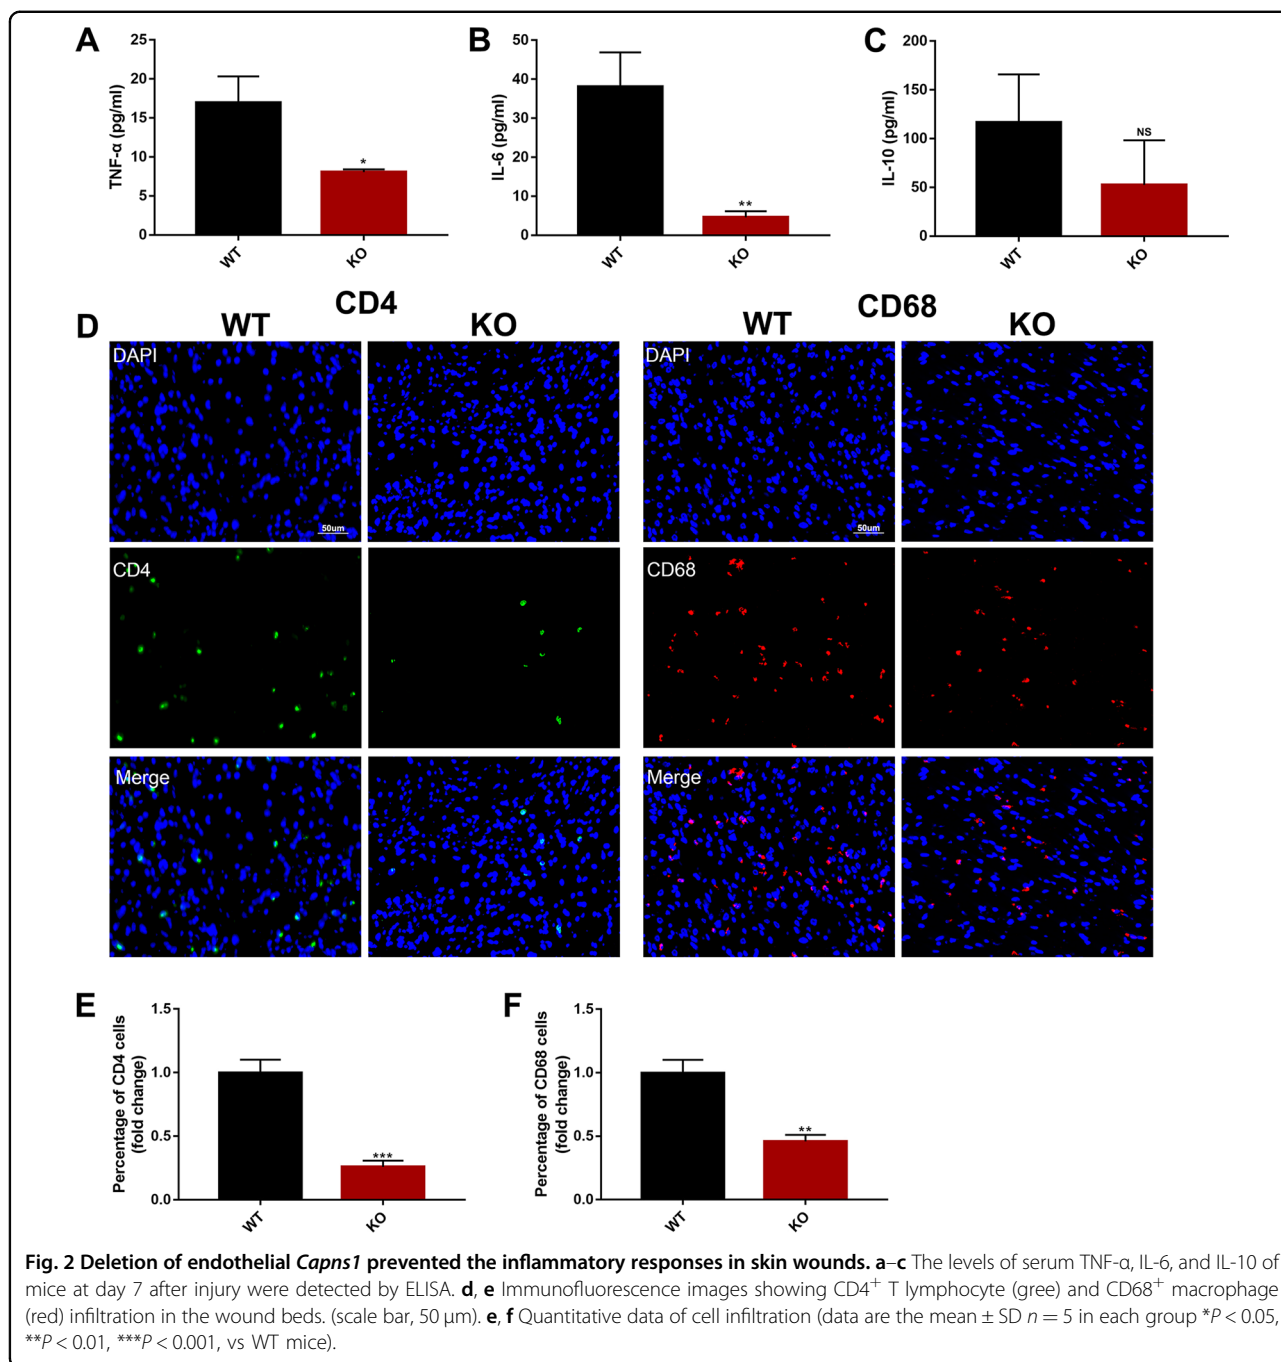 A
TNF-α (pg/ml)
25
20
15
10
5
0
*
WT
KO
B
IL-6 (pg/ml)
50
40
30
20
10
0
**
WT
KO
C
IL-10 (pg/ml)
200
150
100
50
0
NS
WT
KO
D
CD4
WT
KO
CD68
WT
KO
DAPI
50um
DAPI
50um
CD4
CD68
Merge
Merge
E
Percentage of CD4 cells
(fold change)
1.5
1.0
0.5
0.0
***
WT
KO
F
Percentage of CD68 cells
(fold change)
1.5
1.0
0.5
0.0
**
WT
KO
Fig. 2 Deletion of endothelial Capns1 prevented the inflammatory responses in skin wounds. a–c The levels of serum TNF-α, IL-6, and IL-10 of
mice at day 7 after injury were detected by ELISA. d, e Immunofluorescence images showing CD4⁺ T lymphocyte (gree) and CD68⁺ macrophage
(red) infiltration in the wound beds. (scale bar, 50 μm). e, f Quantitative data of cell infiltration (data are the mean ± SD n = 5 in each group *P < 0.05,
**P < 0.01, ***P < 0.001, vs WT mice).